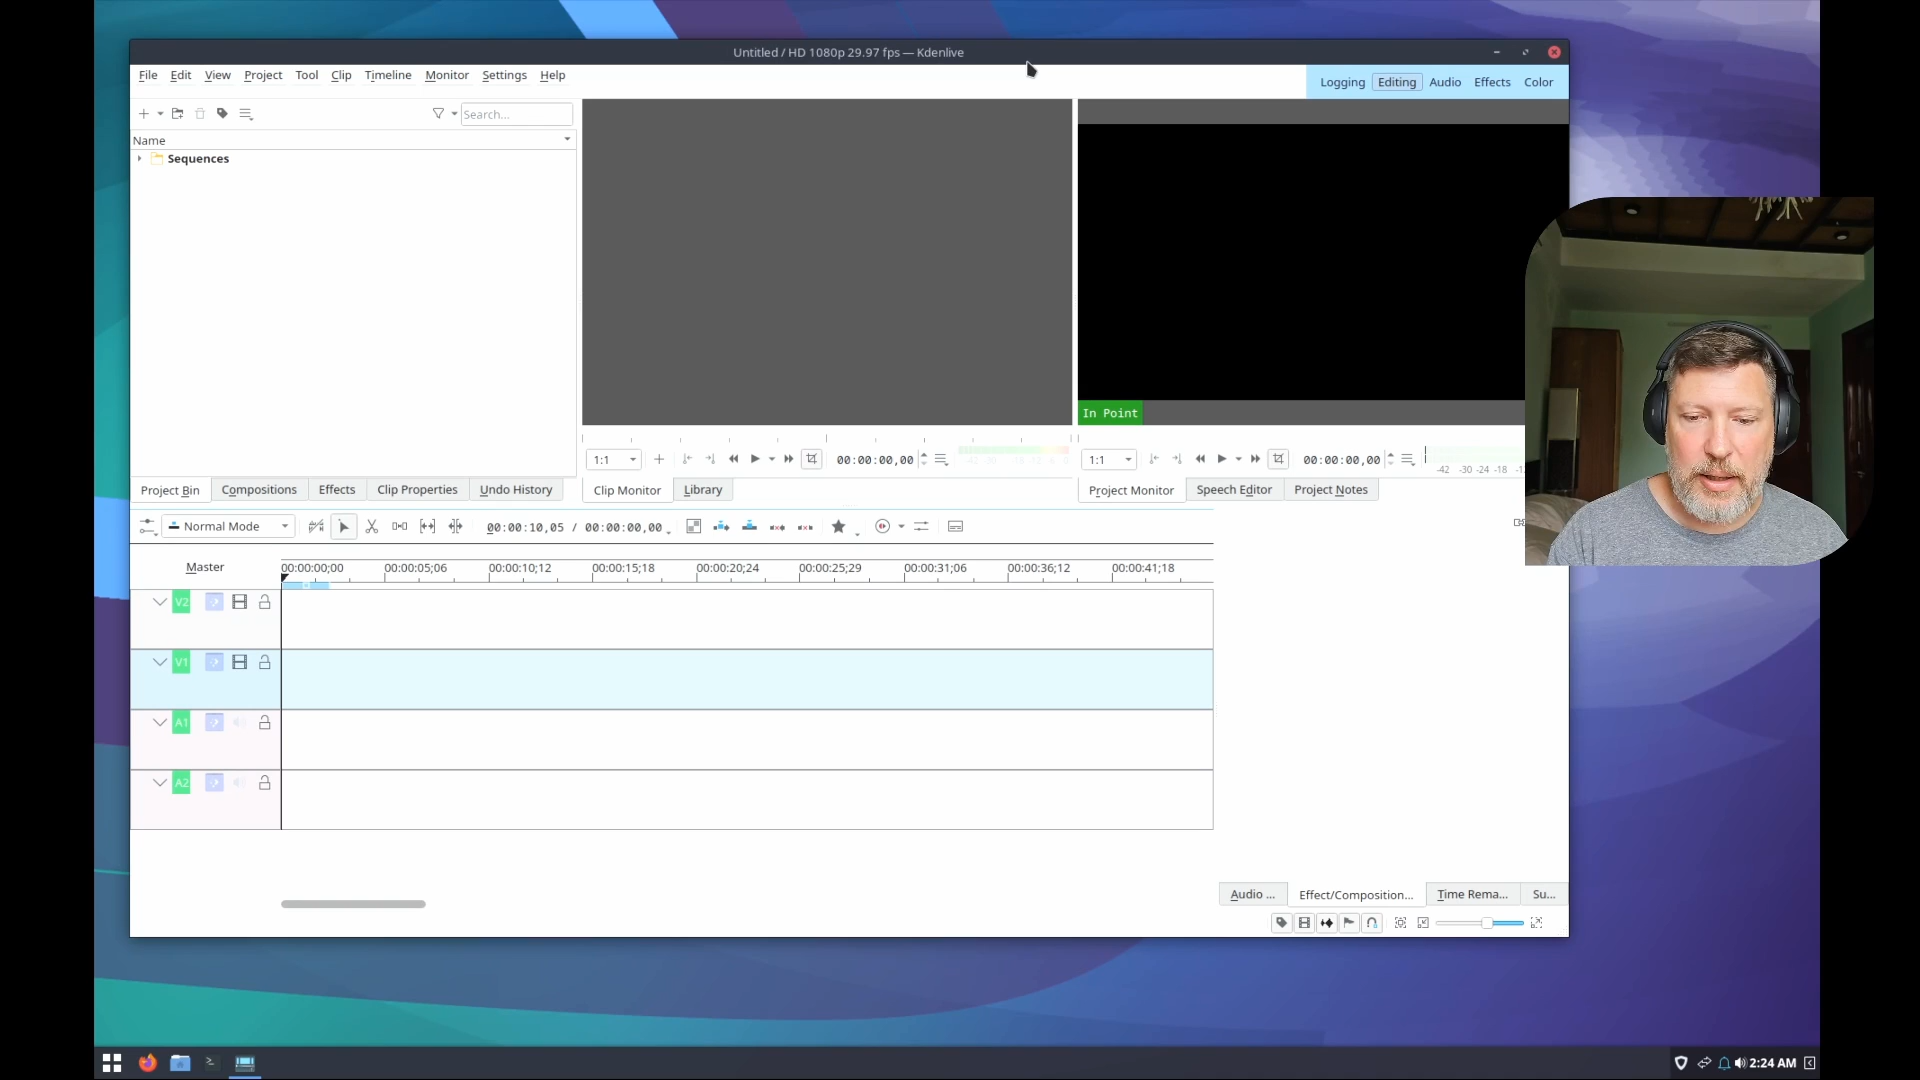 Untitled / HD 1080p 29.97 fps — Kdenlive
File Edit View Project Tool Clip Timeline Monitor Settings Help
Logging Editing Audio Effects Color
Search...
Name
Sequences
In Point
1:1
00:00:00,00
1:1
00:00:00,00
-42 -30 -24 -18
Project Bin Compositions Effects Clip Properties Undo History
Clip Monitor Library
Project Monitor Speech Editor Project Notes
Normal Mode
00:00:10,05 / 00:00:00,00
Master
00:00:00;00 00:00:05;06 00:00:10;12 00:00:15;18 00:00:20;24 00:00:25;29 00:00:31;06 00:00:36;12 00:00:41;18
V2
V1
A1
A2
Audio ... Effect/Composition... Time Rema... Su...
2:24 AM